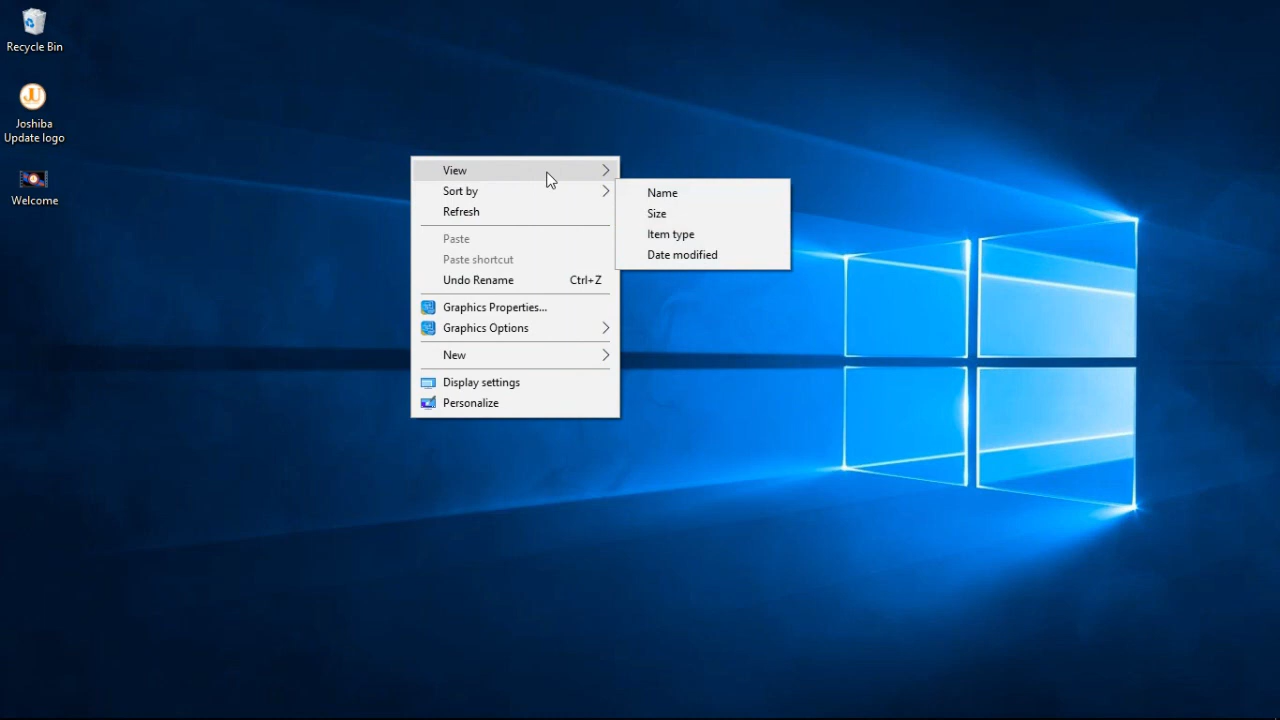 Recycle Bin
Joshiba
Update logo
Welcome
View
Sort by
Refresh
Paste
Paste shortcut
Undo Rename Ctrl+Z
Graphics Properties...
Graphics Options
New
Display settings
Personalize
Name
Size
Item type
Date modified